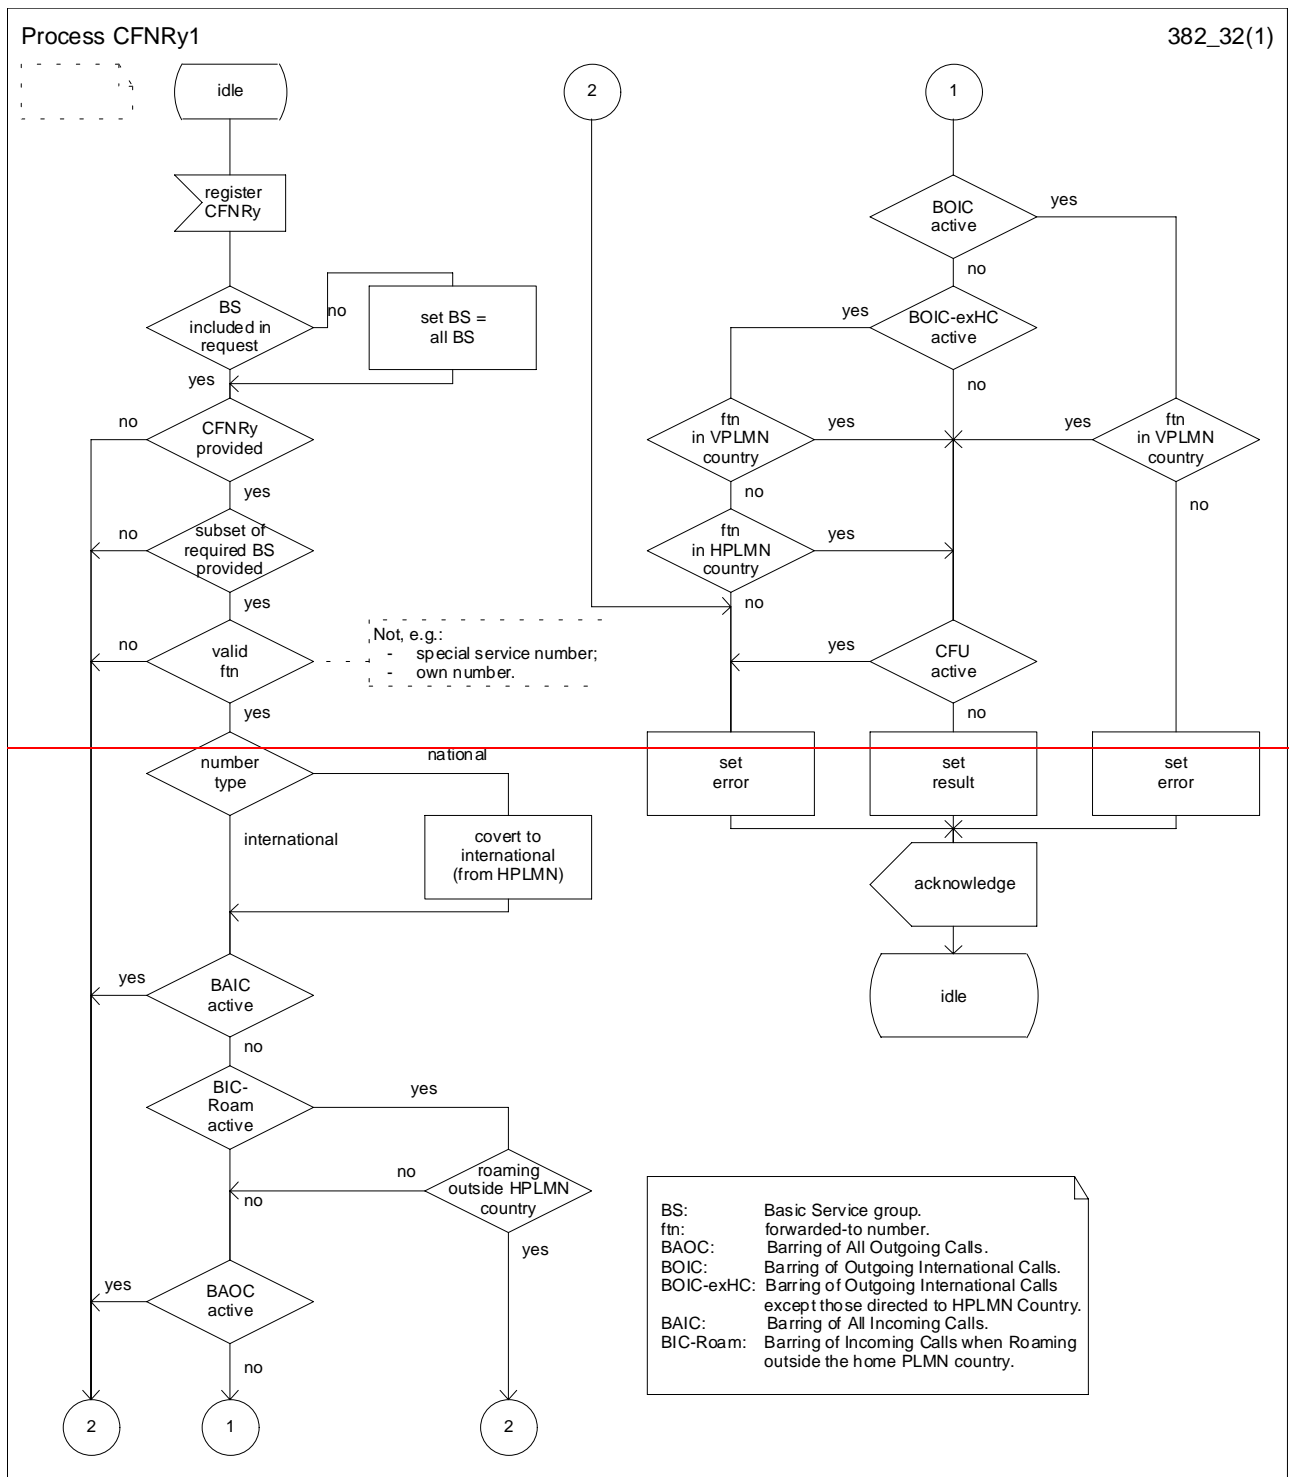 Process CFNRy1
382_32(1)
idle
register
CFNRy
BS
included in
request
no
set BS =
all BS
yes
no
CFNRy
provided
yes
no
subset of
required BS
provided
yes
no
valid
ftn
Not, e.g.:
- special service number;
- own number.
yes
number
type
national
international
covert to
international
(from HPLMN)
yes
BAIC
active
no
BIC-
Roam
active
yes
no
roaming
outside HPLMN
country
no
yes
yes
BAOC
active
no
2
1
2
2
1
BOIC
active
yes
no
yes
BOIC-exHC
active
no
ftn
in VPLMN
country
yes
yes
ftn
in VPLMN
country
no
no
ftn
in HPLMN
country
yes
no
yes
CFU
active
no
set
error
set
result
set
error
acknowledge
idle
BS: Basic Service group.
ftn: forwarded-to number.
BAOC: Barring of All Outgoing Calls.
BOIC: Barring of Outgoing International Calls.
BOIC-exHC: Barring of Outgoing International Calls
except those directed to HPLMN Country.
BAIC: Barring of All Incoming Calls.
BIC-Roam: Barring of Incoming Calls when Roaming
outside the home PLMN country.